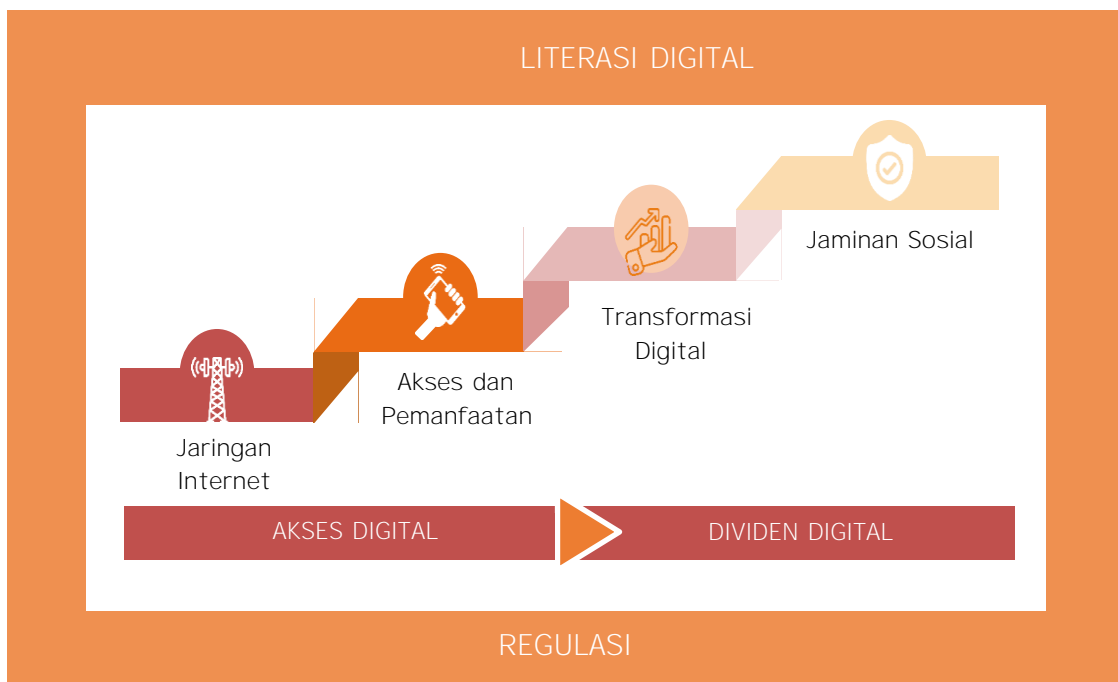 LITERASI DIGITAL
Jaminan Sosial
Transformasi
Digital
Akses dan
Pemanfaatan
Jaringan
Internet
AKSES DIGITAL
DIVIDEN DIGITAL
REGULASI